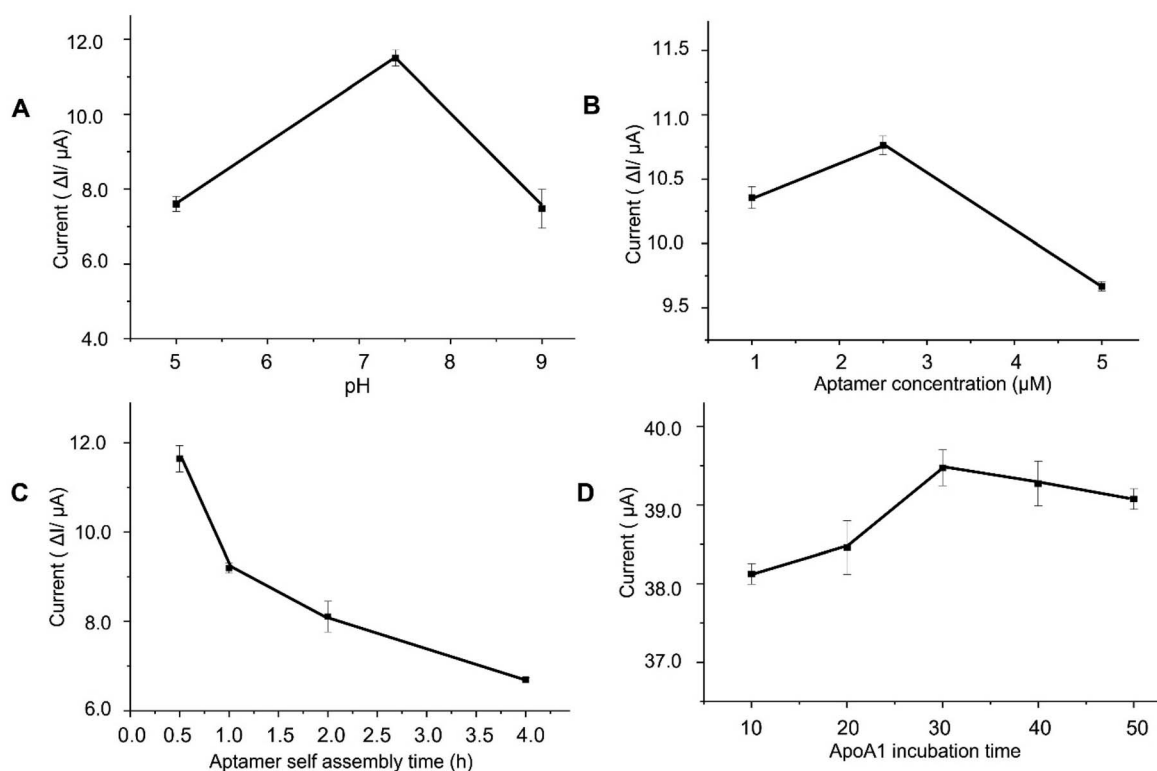 A
Current ( ΔI/ µA)
12.0
10.0
8.0
6.0
4.0
5 6 7 8 9
pH
B
Current ( ΔI/ µA)
11.5
11.0
10.5
10.0
9.5
1 2 3 4 5
Aptamer concentration (µM)
C
Current ( ΔI/ µA)
12.0
10.0
8.0
6.0
0.0 0.5 1.0 1.5 2.0 2.5 3.0 3.5 4.0
Aptamer self assembly time (h)
D
Current ( µA)
40.0
39.0
38.0
37.0
10 20 30 40 50
ApoA1 incubation time